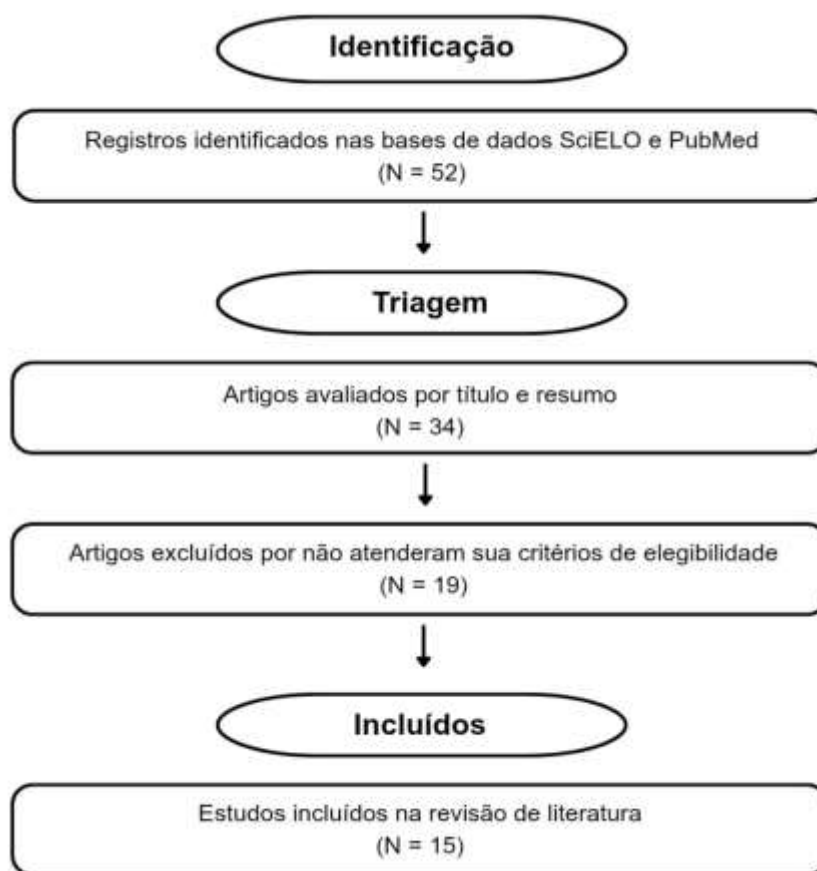 Identificação
Registros identificados nas bases de dados SciELO e PubMed
(N = 52)
Triagem
Artigos avaliados por título e resumo
(N = 34)
Artigos excluídos por não atenderam sua critérios de elegibilidade
(N = 19)
Incluídos
Estudos incluídos na revisão de literatura
(N = 15)